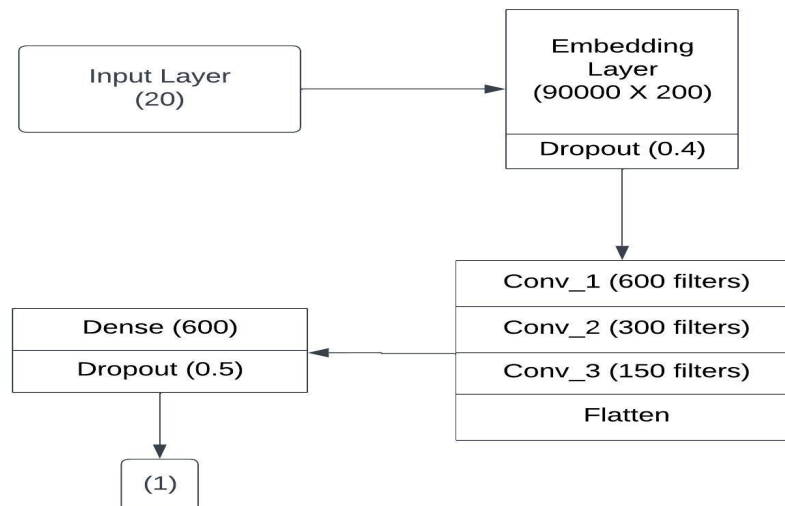 Input Layer
(20)
Embedding
Layer
(90000 X 200)
Dropout (0.4)
Conv_1 (600 filters)
Conv_2 (300 filters)
Conv_3 (150 filters)
Flatten
Dense (600)
Dropout (0.5)
(1)